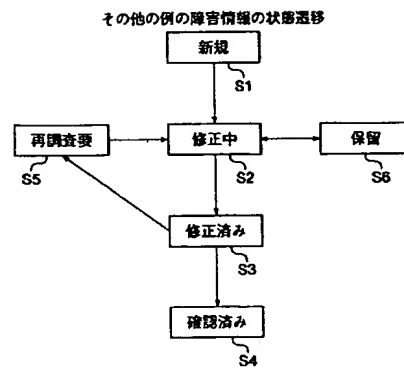 その他の例の障害情報の状態遷移
新規
S1
再調査要
修正中
保留
S5
S2
S6
修正済み
S3
確認済み
S4